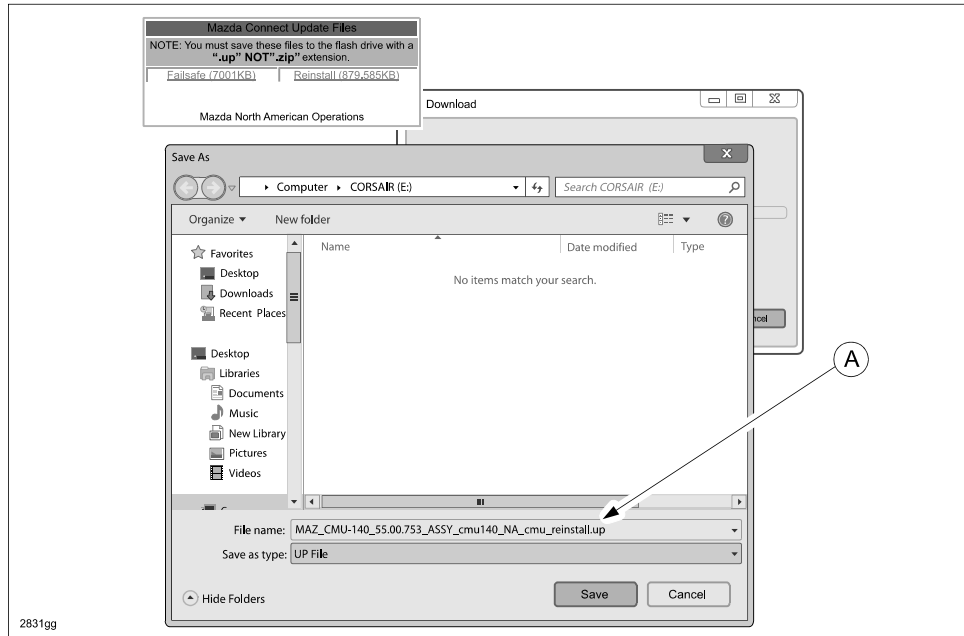 Mazda Connect Update Files
NOTE: You must save these files to the flash drive with a
“.up” NOT”.zip” extension.
Failsafe (7001KB) Reinstall (879,585KB)
Mazda North American Operations
Download
Save As
Computer CORSAIR (E:) Search CORSAIR (E:)
Organize New folder
Name Date modified Type
No items match your search.
Favorites
Desktop
Downloads
Recent Places
ncel
Desktop
Libraries
Documents
Music
New Library
Pictures
Videos
A
File name: MAZ_CMU-140_55.00.753_ASSY_cmu140_NA_cmu_reinstall.up
Save as type: UP File
Hide Folders Save Cancel
2831gg